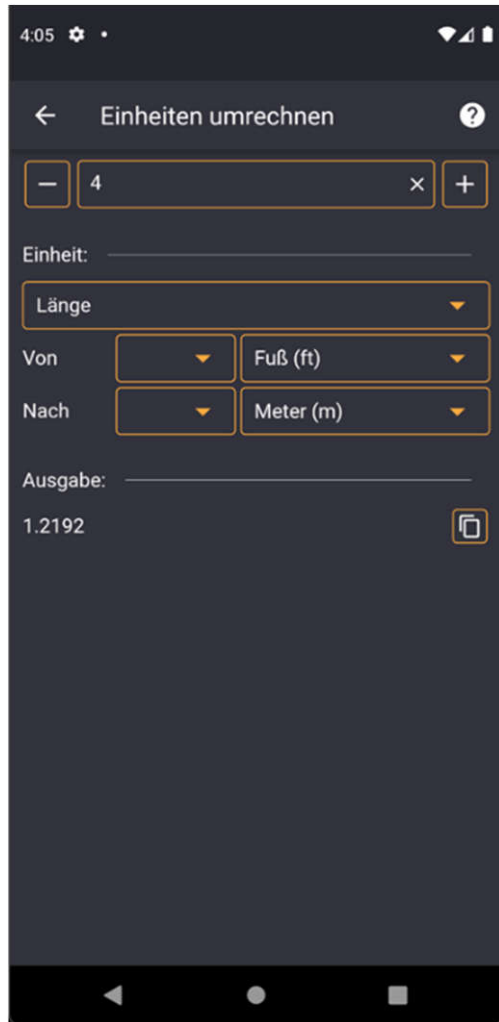 4:05
Einheiten umrechnen
4
Einheit:
Länge
Von Fuß (ft)
Nach Meter (m)
Ausgabe:
1.2192